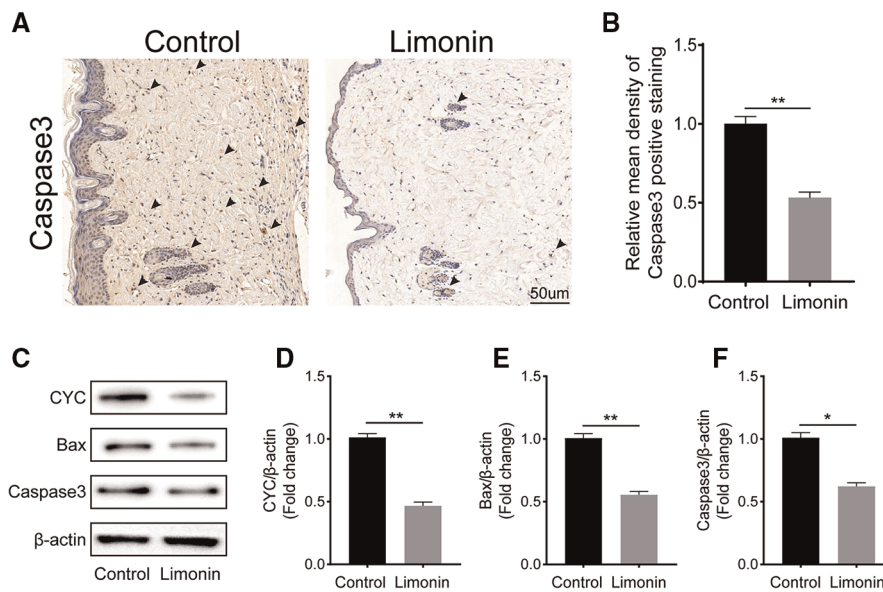 A
Control
Limonin
Caspase3
50um
B
Relative mean density of
Caspase3 positive staining
1.5
1.0
0.5
0.0
**
Control Limonin
C
CYC
Bax
Caspase3
β-actin
Control Limonin
D
CYC/β-actin
(Fold change)
1.5
1.0
0.5
0.0
**
Control Limonin
E
Bax/β-actin
(Fold change)
1.5
1.0
0.5
0.0
**
Control Limonin
F
Caspase3/β-actin
(Fold change)
1.5
1.0
0.5
0.0
*
Control Limonin